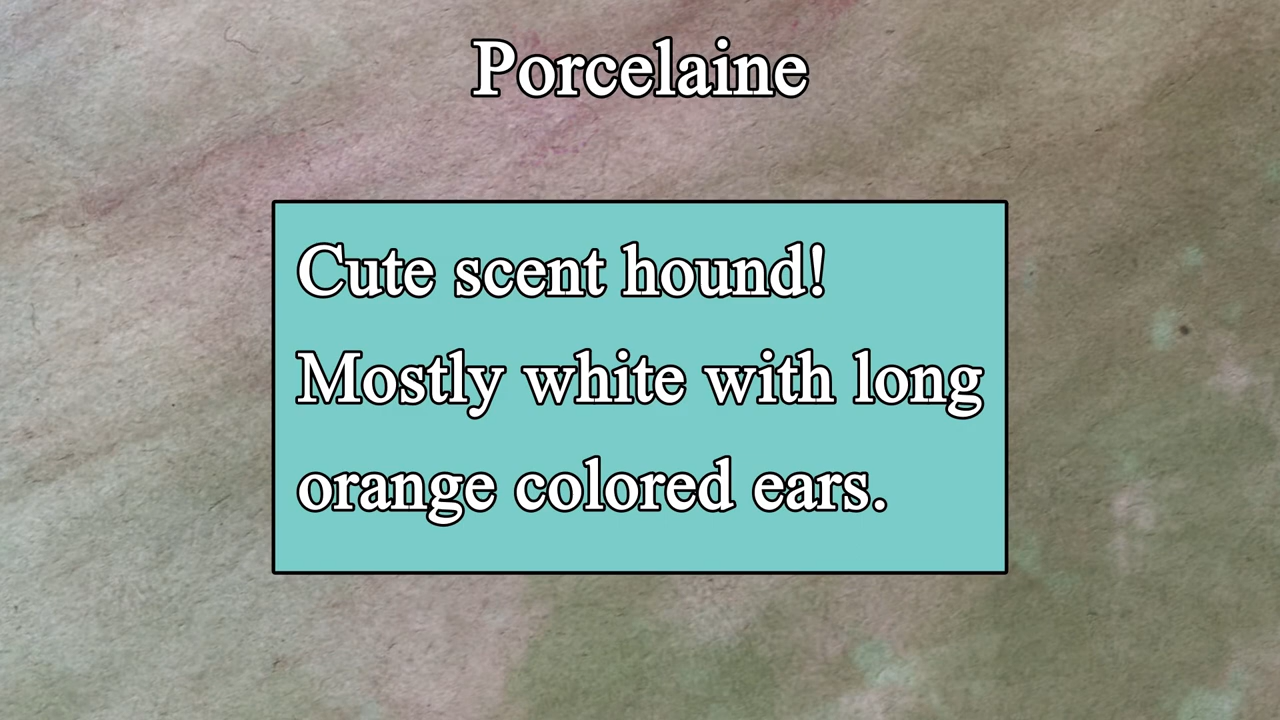 Porcelaine
Cute scent hound!
Mostly white with long
orange colored ears.